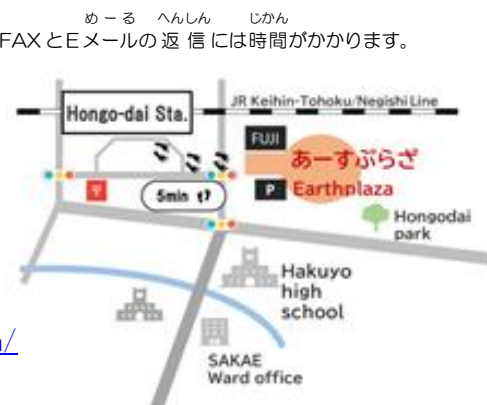 めーる へんしん じかん
FAXとEメールの返信には時間がかかります。
Hongo-dai Sta.
JR Keihin-Tohoku/Negishi Line
FUJI
あーすぷらざ
〒
5min
P
Earthplaza
Hongodai
park
Hakuyo
high
school
/
SAKAE
Ward office